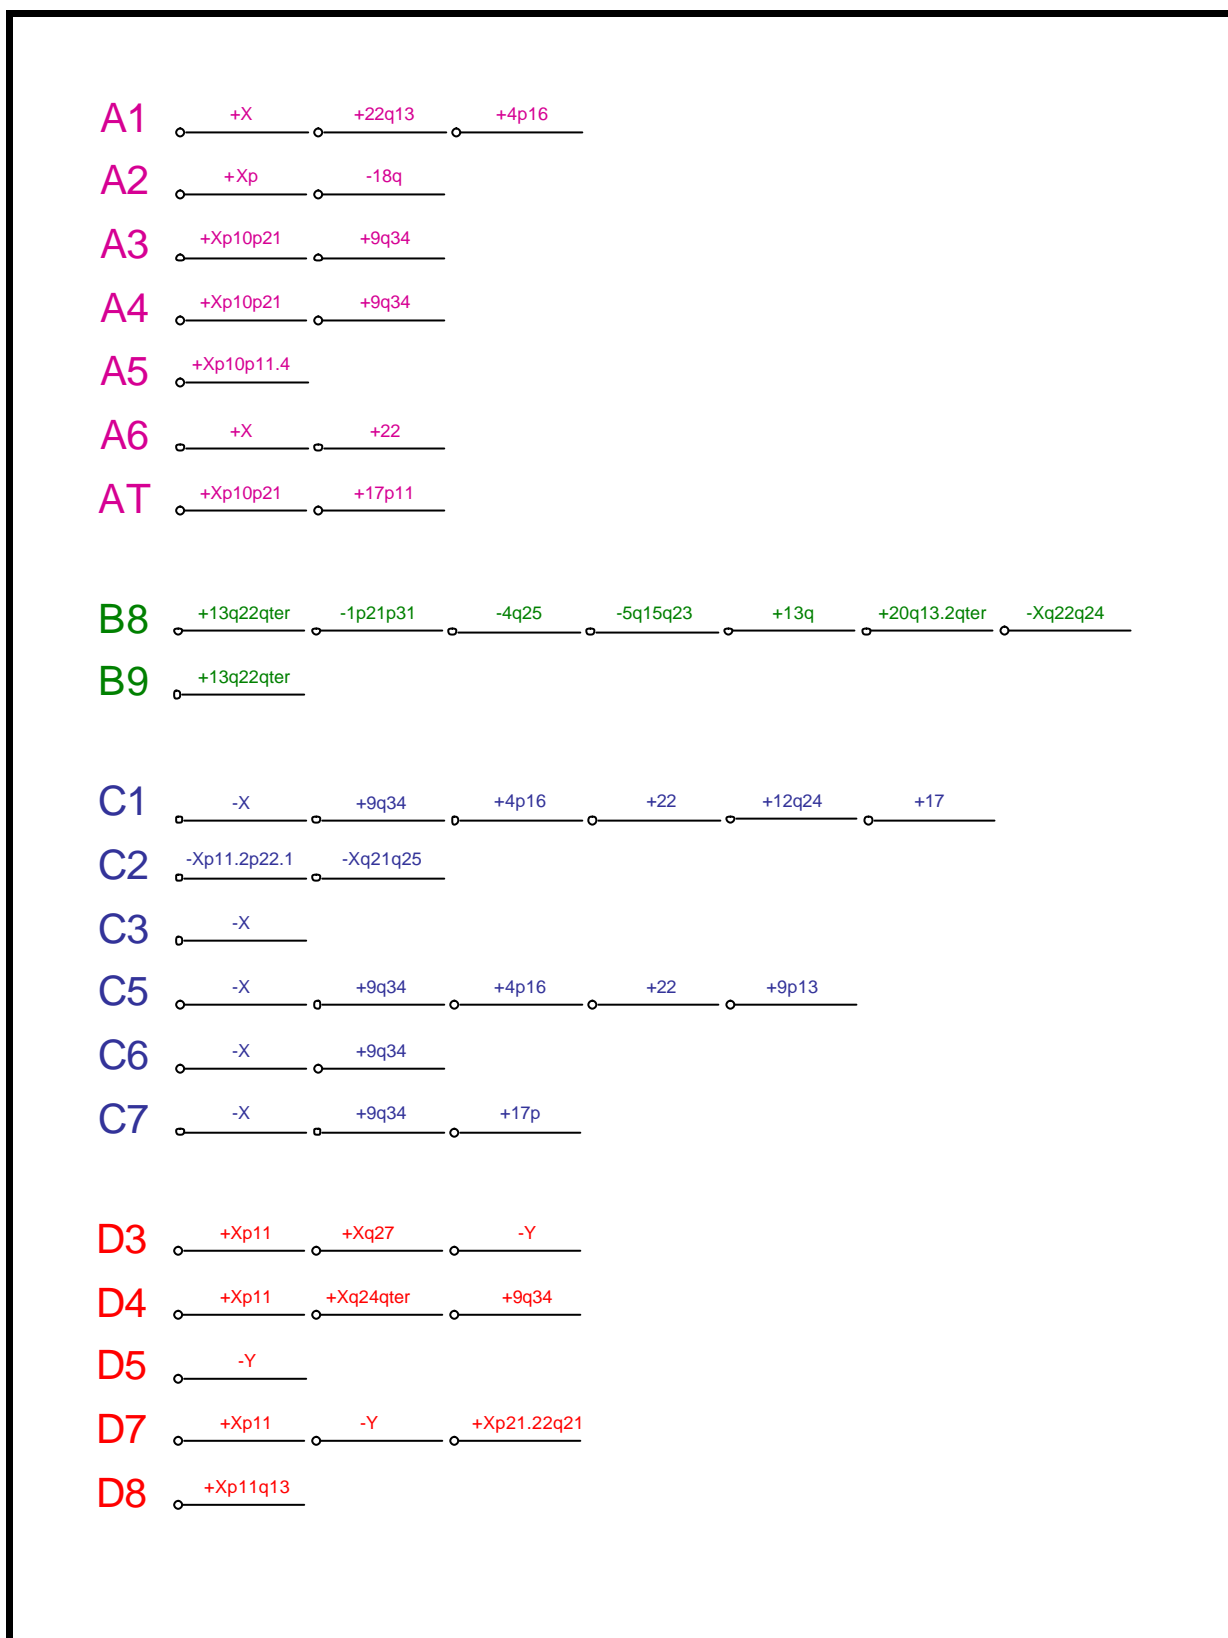 A1 +X +22q13 +4p16
A2 +Xp -18q
A3 +Xp10p21 +9q34
A4 +Xp10p21 +9q34
A5 +Xp10p11.4
A6 +X +22
AT +Xp10p21 +17p11
B8 +13q22qter -1p21p31 -4q25 -5q15q23 +13q +20q13.2qter -Xq22q24
B9 +13q22qter
C1 -X +9q34 +4p16 +22 +12q24 +17
C2 -Xp11.2p22.1 -Xq21q25
C3 -X
C5 -X +9q34 +4p16 +22 +9p13
C6 -X +9q34
C7 -X +9q34 +17p
D3 +Xp11 +Xq27 -Y
D4 +Xp11 +Xq24qter +9q34
D5 -Y
D7 +Xp11 -Y +Xp21.22q21
D8 +Xp11q13